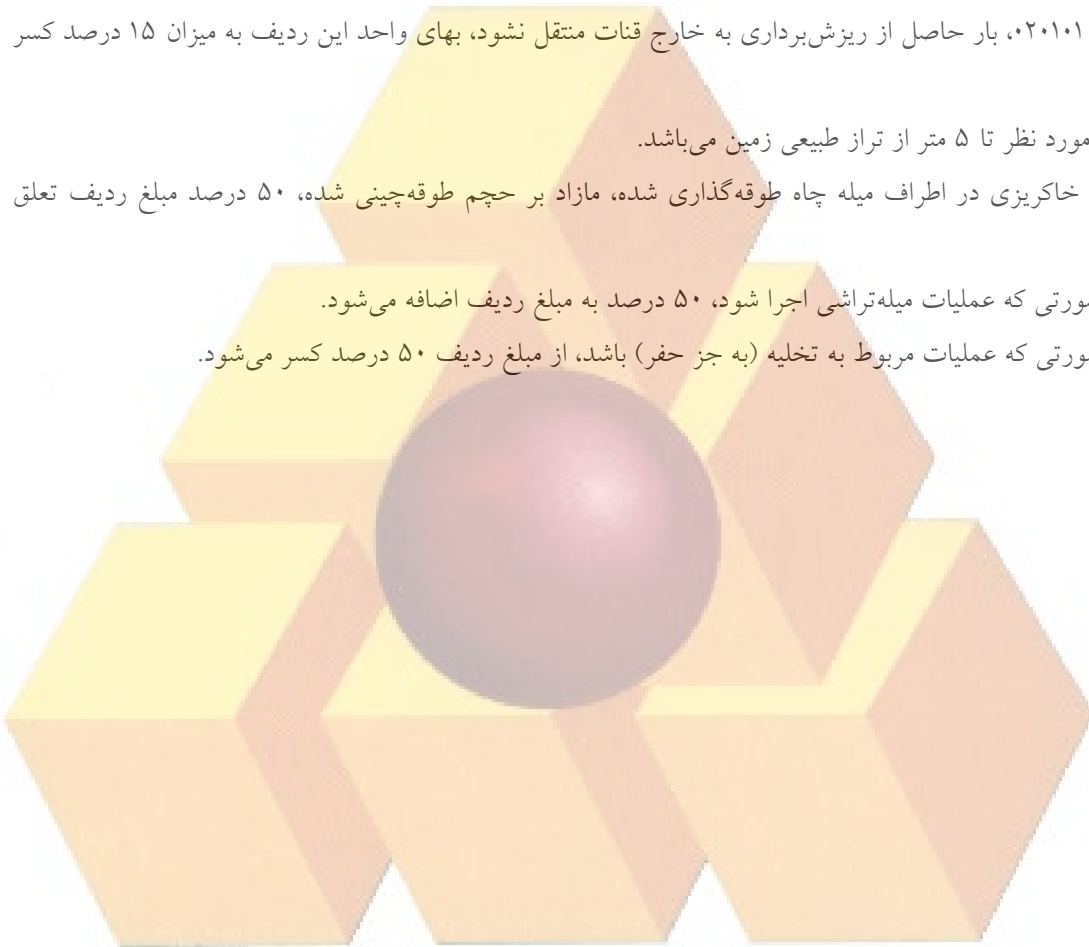 ۰۲۰۱۰۱، بار حاصل از ریزش‌برداری به خارج قنات منتقل نشود، بهای واحد این ردیف به میزان ۱۵ درصد کسر
مورد نظر تا ۵ متر از تراز طبیعی زمین می‌باشد.
خاکریزی در اطراف میله چاه طوقه‌گذاری شده، مازاد بر حجم طوقه‌چینی شده، ۵۰ درصد مبلغ ردیف تعلق
صورتی که عملیات میله‌تراشی اجرا شود، ۵۰ درصد به مبلغ ردیف اضافه می‌شود.
صورتی که عملیات مربوط به تخلیه (به جز حفر) باشد، از مبلغ ردیف ۵۰ درصد کسر می‌شود.